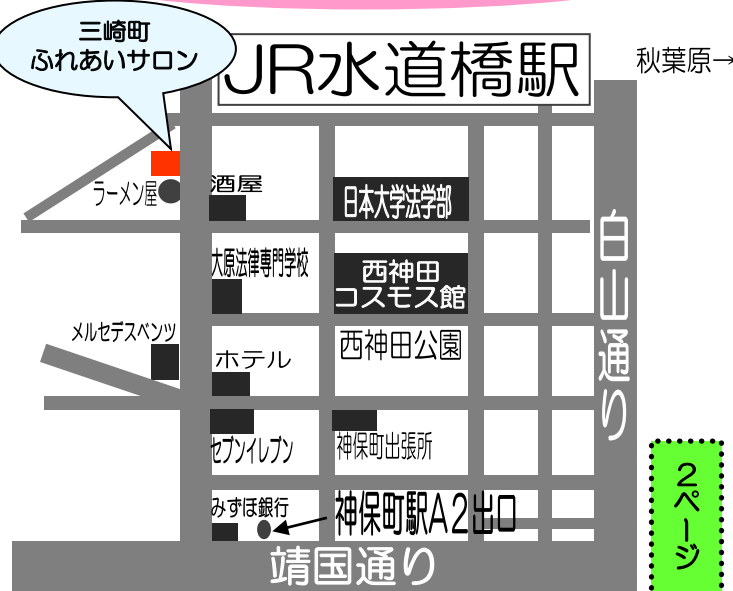 三崎町
ふれあいサロン
JR水道橋駅
秋葉原→
ラーメン屋
酒屋
日本大学法学部
大原法律専門学校
西神田
コスモス館
白山通り
メルセデスベンツ
ホテル
西神田公園
セブンイレブン
神保町出張所
みずほ銀行
神保町駅A2出口
靖国通り
2ページ